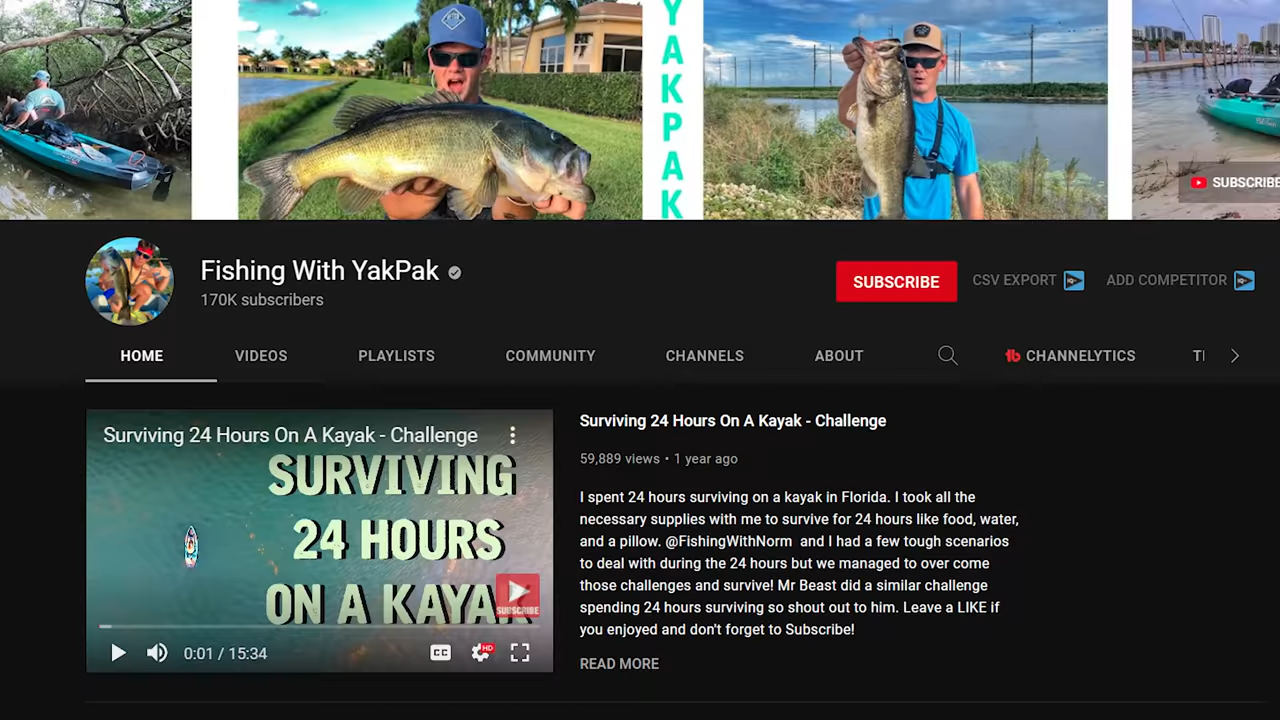 YAKPAK
SUBSCRIBE
Fishing With YakPak
170K subscribers
SUBSCRIBE
CSV EXPORT
ADD COMPETITOR
HOME
VIDEOS
PLAYLISTS
COMMUNITY
CHANNELS
ABOUT
CHANNELYTICS
Surviving 24 Hours On A Kayak - Challenge
SURVIVING
24 HOURS
ON A KAYAK
SUBSCRIBE
0:01 / 15:34
CC
HD
Surviving 24 Hours On A Kayak - Challenge
59,889 views • 1 year ago
I spent 24 hours surviving on a kayak in Florida. I took all the
necessary supplies with me to survive for 24 hours like food, water,
and a pillow. @FishingWithNorm  and I had a few tough scenarios
to deal with during the 24 hours but we managed to over come
those challenges and survive! Mr Beast did a similar challenge
spending 24 hours surviving so shout out to him. Leave a LIKE if
you enjoyed and don't forget to Subscribe!
READ MORE